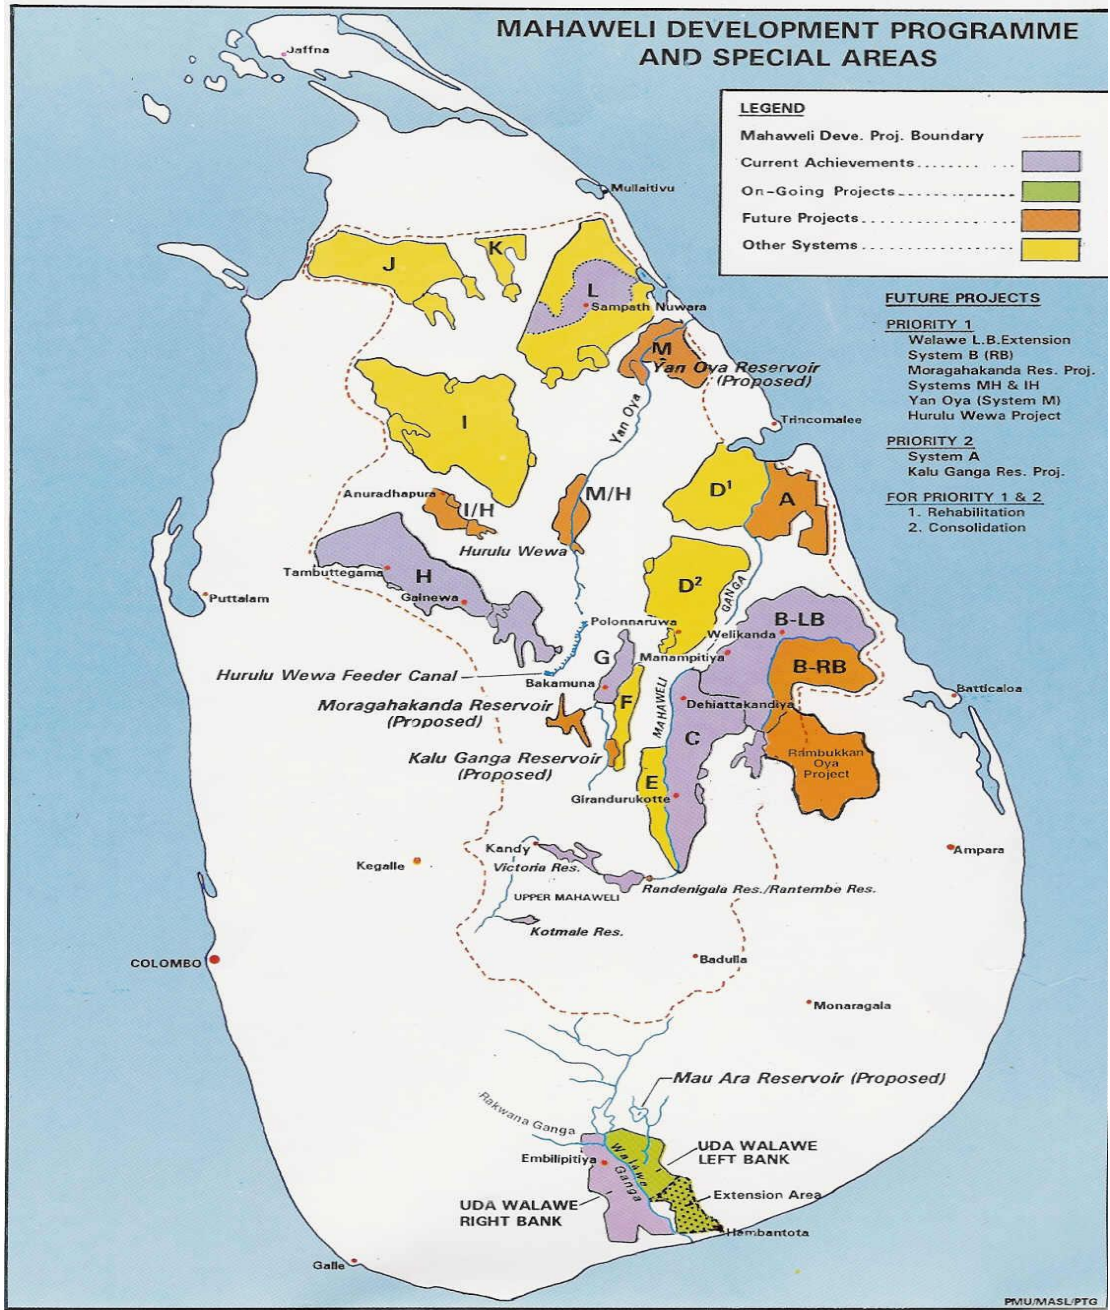 MAHAWELI DEVELOPMENT PROGRAMME
AND SPECIAL AREAS
LEGEND
Mahaweli Deve. Proj. Boundary
Current Achievements
On-Going Projects
Future Projects
Other Systems
FUTURE PROJECTS
PRIORITY 1
Walawe L.B.Extension
System B (RB)
Moragahakanda Res. Proj.
Systems MH & IH
Yan Oya (System M)
Hurulu Wewa Project
PRIORITY 2
System A
Kalu Ganga Res. Proj.
FOR PRIORITY 1 & 2
1. Rehabilitation
2. Consolidation
Jaffna
Mullaitivu
J
K
L
Sampath Nuwara
M
Yan Oya Reservoir
(Proposed)
Yan Oya
Trincomalee
I
Anuradhapura
I/H
M/H
D1
A
Hurulu Wewa
Tambuttegama
H
Galnewa
Puttalam
D2
GANGA
Polonnaruwa
Welikanda
B-LB
Manampitiya
G
B-RB
Hurulu Wewa Feeder Canal
Bakamuna
Batticaloa
Moragahakanda Reservoir
(Proposed)
F
MAHAWELI
Dehiattakandiya
C
Kalu Ganga Reservoir
(Proposed)
Rambukkan
Oya
Project
E
Girandurukotte
Kandy
Kegalle
Victoria Res.
Ampara
Randenigala Res./Rantembe Res.
UPPER MAHAWELI
Kotmale Res.
COLOMBO
Badulla
Monaragala
Mau Ara Reservoir (Proposed)
Rakwana Ganga
Embilipitiya
Walawe
Ganga
UDA WALAWE
LEFT BANK
UDA WALAWE
RIGHT BANK
Extension Area
Hambantota
Galle
PMU/MASL/PTG